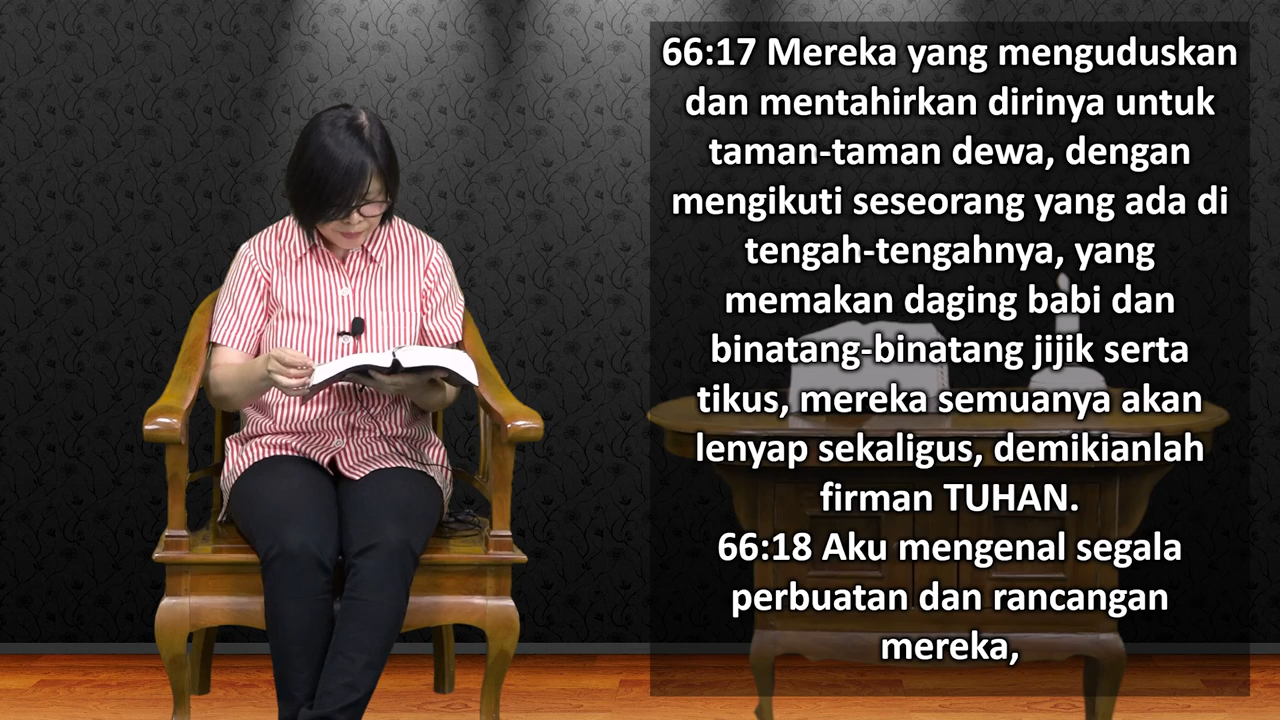 66:17 Mereka yang menguduskan
dan mentahirkan dirinya untuk
taman-taman dewa, dengan
mengikuti seseorang yang ada di
tengah-tengahnya, yang
memakan daging babi dan
binatang-binatang jijik serta
tikus, mereka semuanya akan
lenyap sekaligus, demikianlah
firman TUHAN.
66:18 Aku mengenal segala
perbuatan dan rancangan
mereka,